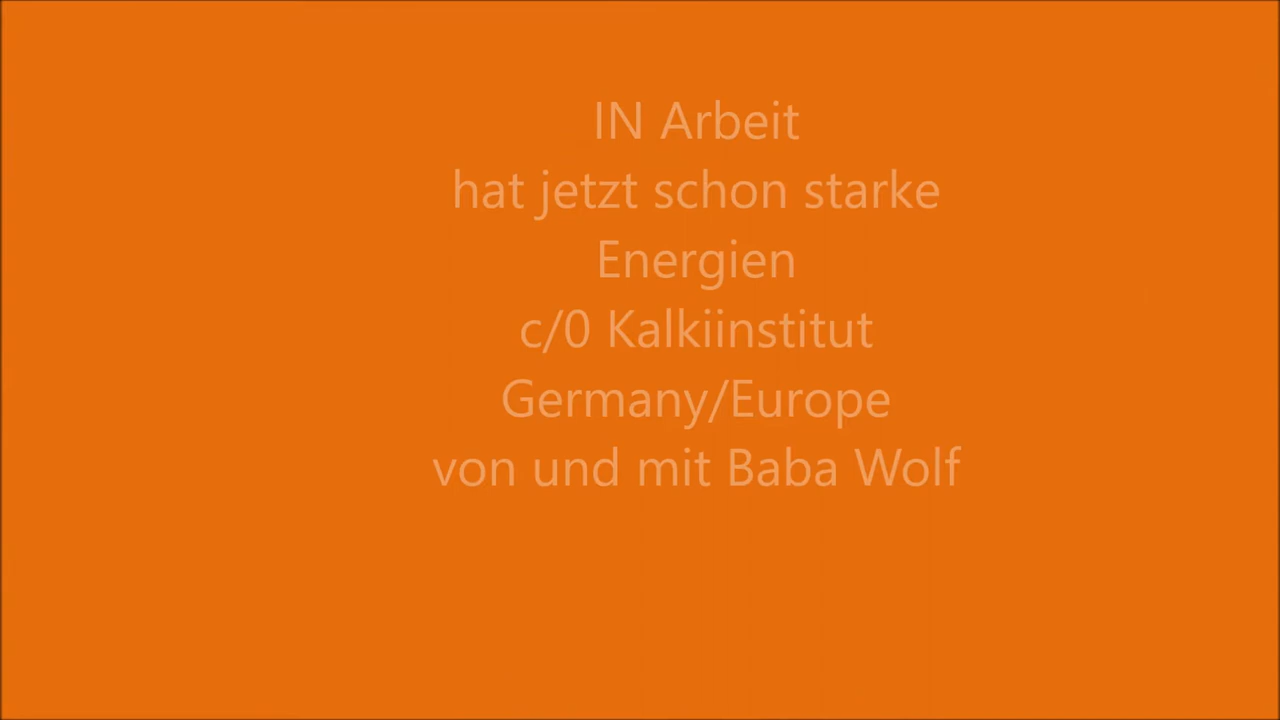 IN Arbeit
hat jetzt schon starke
Energien
c/0 Kalkiinstitut
Germany/Europe
von und mit Baba Wolf